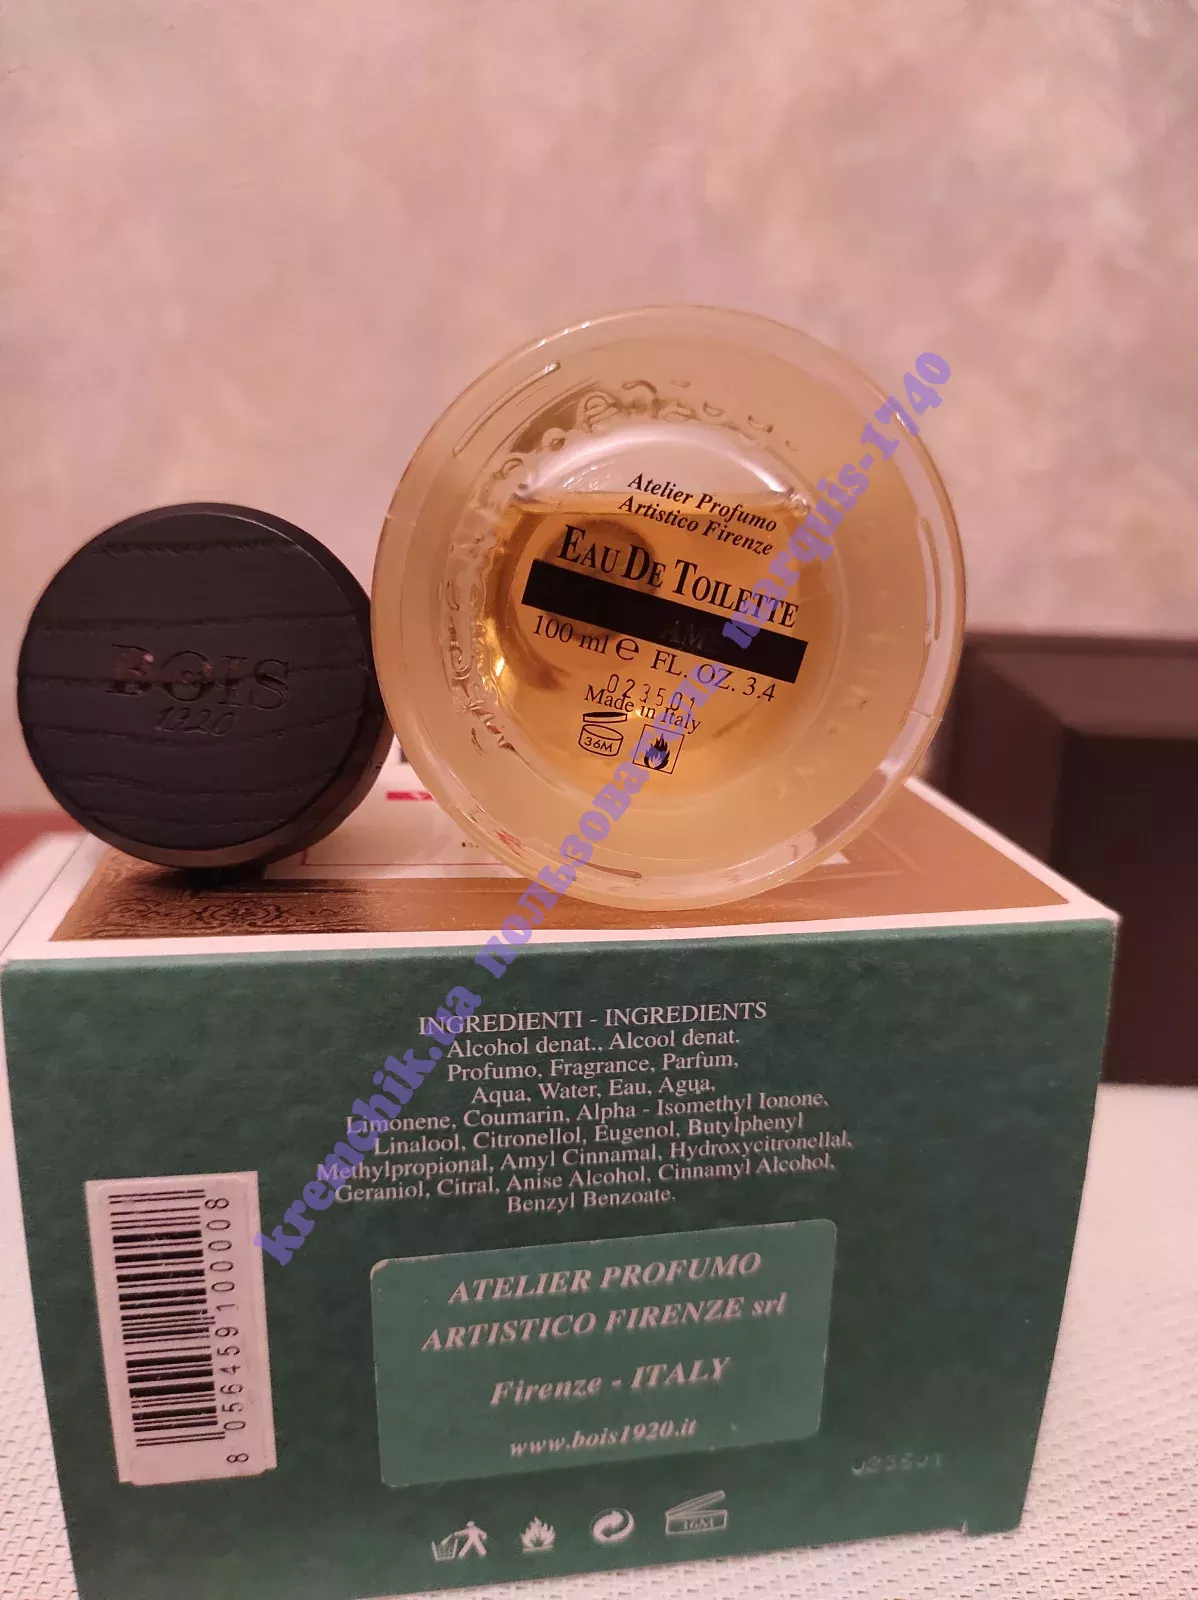 BOIS
1920
Atelier Profumo
Artistico Firenze
EAU DE TOILETTE
100 ml e FL. OZ. 3.4
023501
Made in Italy
36M
INGREDIENTI - INGREDIENTS
Alcohol denat., Alcool denat.
Profumo, Fragrance, Parfum,
Aqua, Water, Eau, Agua,
Limonene, Coumarin, Alpha - Isomethyl Ionone,
Linalool, Citronellol, Eugenol, Butylphenyl
Methylpropional, Amyl Cinnamal, Hydroxycitronellal,
Geraniol, Citral, Anise Alcohol, Cinnamyl Alcohol,
Benzyl Benzoate.
8 056459 100008
ATELIER PROFUMO
ARTISTICO FIRENZE srl
Firenze - ITALY
www.bois1920.it
023501
36M
kremchik.ua пользователь marquis-1740